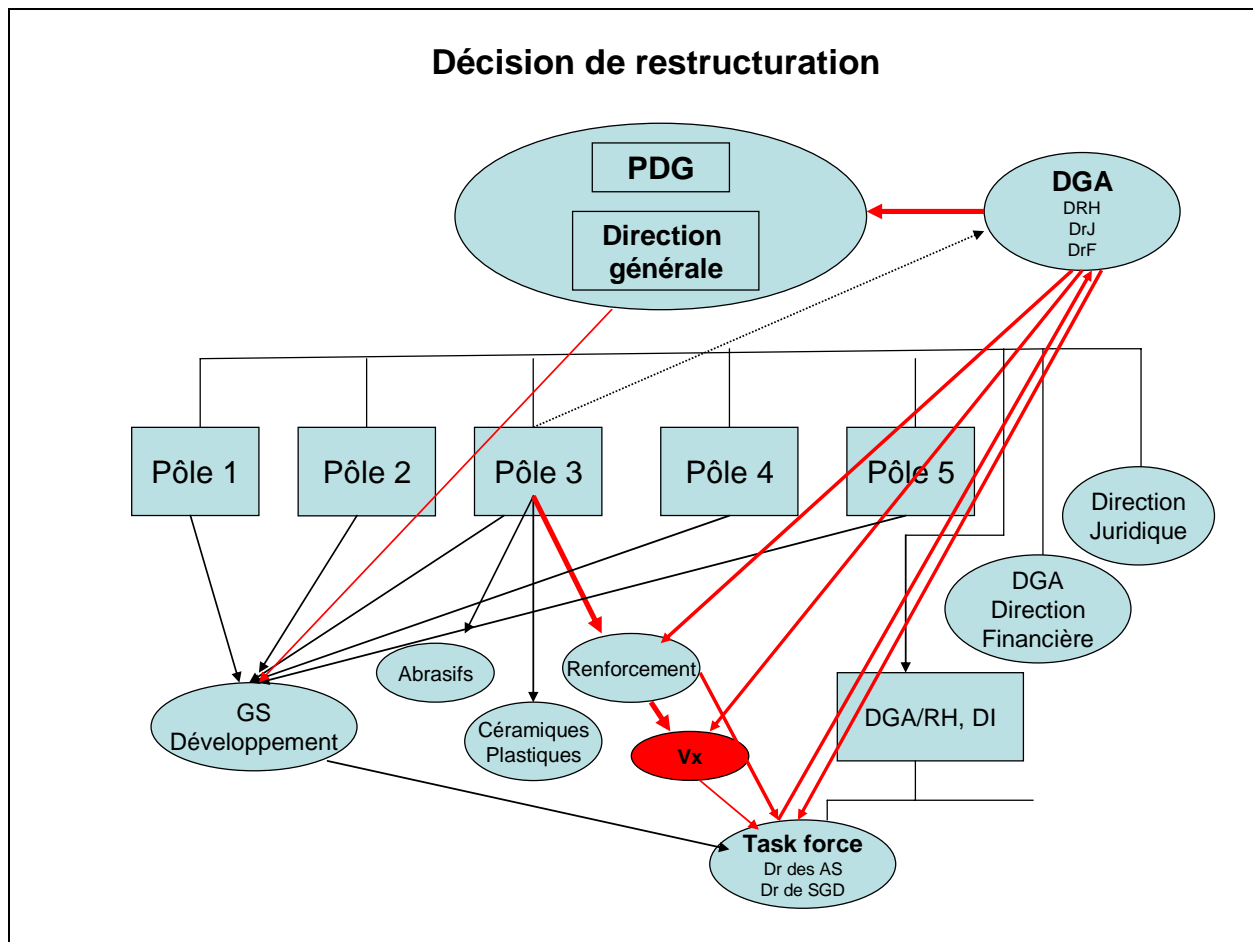 Décision de restructuration
PDG
Direction
générale
DGA
DRH
DrJ
DrF
Pôle 1
Pôle 2
Pôle 3
Pôle 4
Pôle 5
Direction
Juridique
DGA
Direction
Financière
Abrasifs
Renforcement
GS
Développement
Céramiques
Plastiques
Vx
DGA/RH, DI
Task force
Dr des AS
Dr de SGD